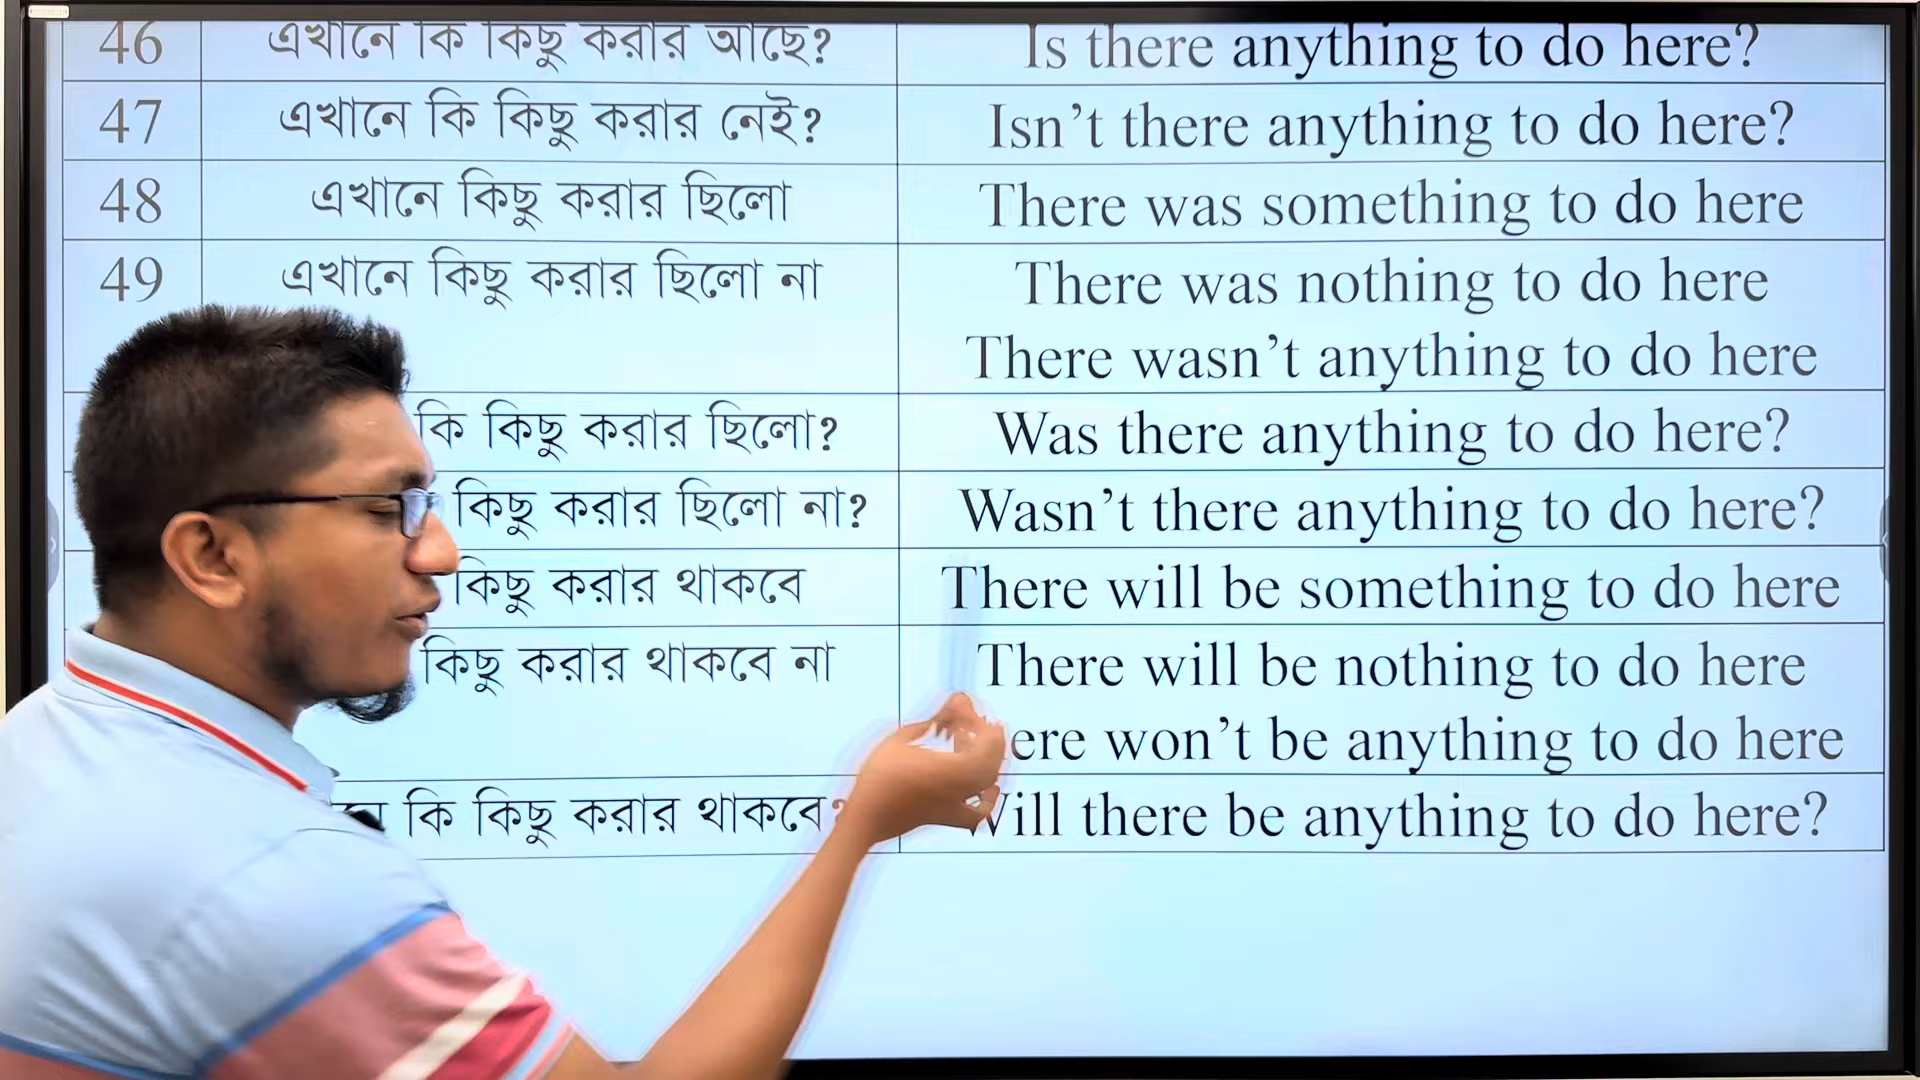 46 এখানে কি কিছু করার আছে? Is there anything to do here?
47 এখানে কি কিছু করার নেই? Isn’t there anything to do here?
48 এখানে কিছু করার ছিলো There was something to do here
49 এখানে কিছু করার ছিলো না There was nothing to do here
There wasn’t anything to do here
কি কিছু করার ছিলো? Was there anything to do here?
কিছু করার ছিলো না? Wasn’t there anything to do here?
কিছু করার থাকবে There will be something to do here
কিছু করার থাকবে না There will be nothing to do here
won’t be anything to do here
কি কিছু করার থাকবে? Will there be anything to do here?